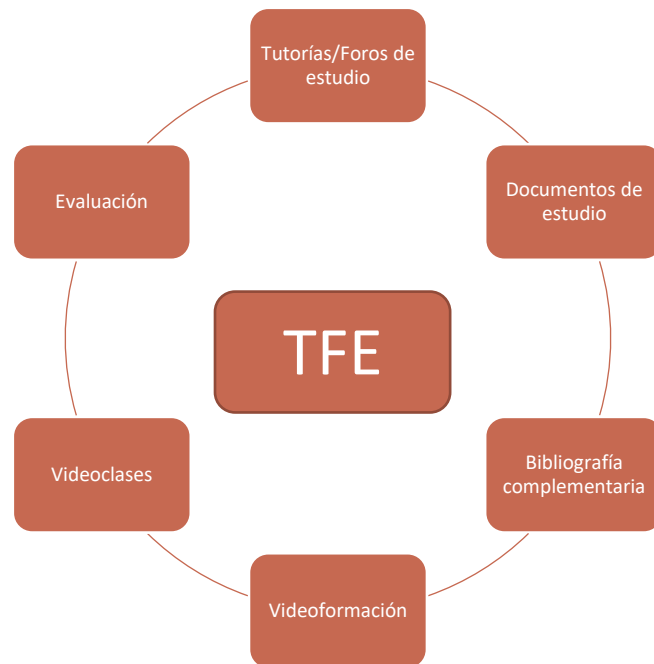 Tutorías/Foros de
estudio
Documentos de
estudio
Evaluación
TFE
Bibliografía
complementaria
Videoclases
Videoformación